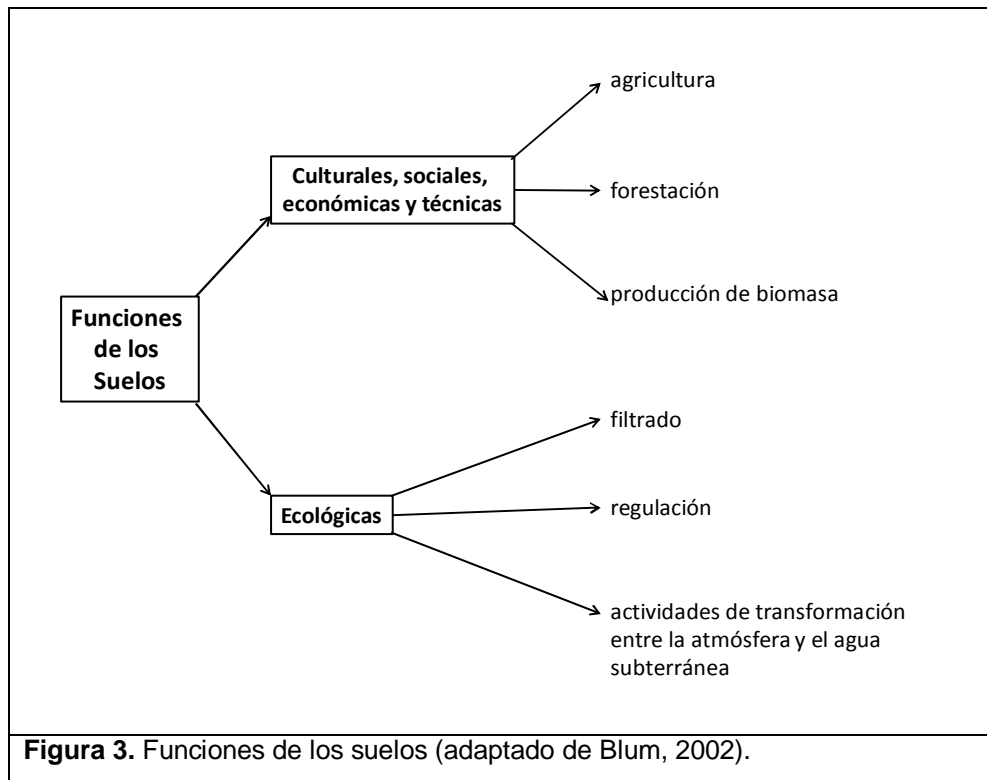 Funciones
de los
Suelos
Culturales, sociales,
económicas y técnicas
agricultura
forestación
producción de biomasa
Ecológicas
filtrado
regulación
actividades de transformación
entre la atmósfera y el agua
subterránea
Figura 3. Funciones de los suelos (adaptado de Blum, 2002).